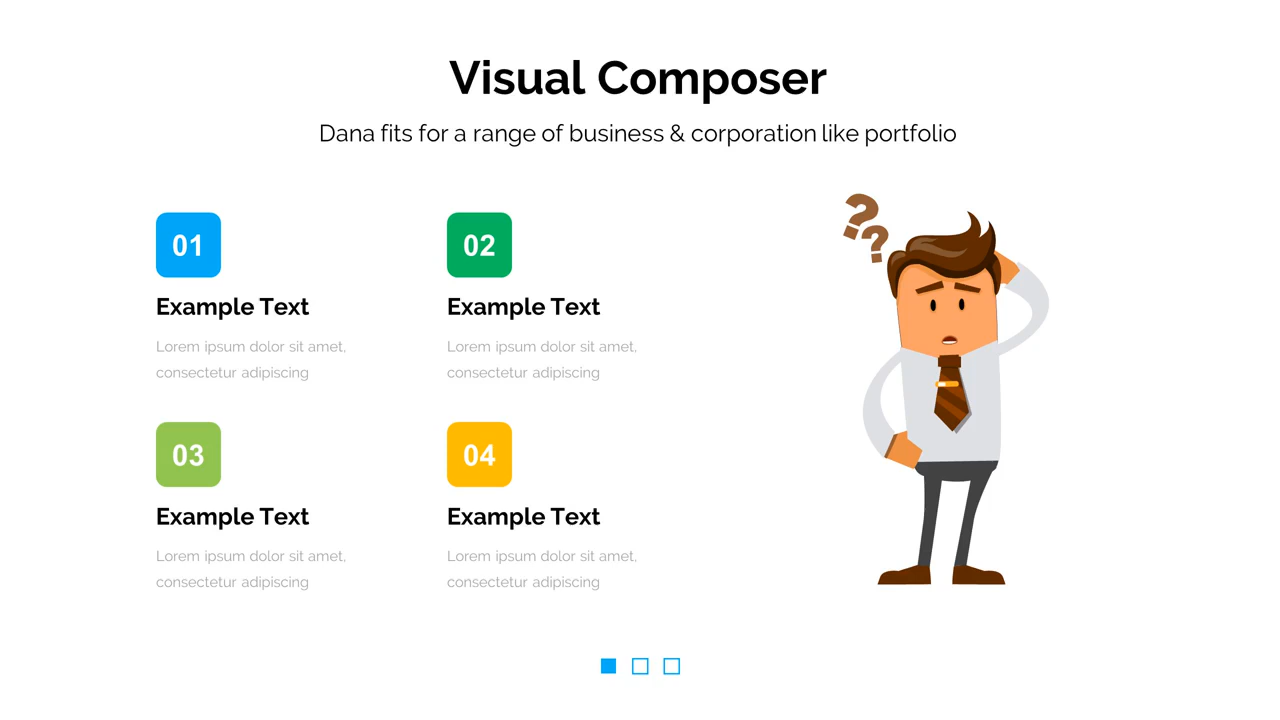 Visual Composer
Dana fits for a range of business & corporation like portfolio
01
Example Text
Lorem ipsum dolor sit amet,
consectetur adipiscing
02
Example Text
Lorem ipsum dolor sit amet,
consectetur adipiscing
03
Example Text
Lorem ipsum dolor sit amet,
consectetur adipiscing
04
Example Text
Lorem ipsum dolor sit amet,
consectetur adipiscing
??